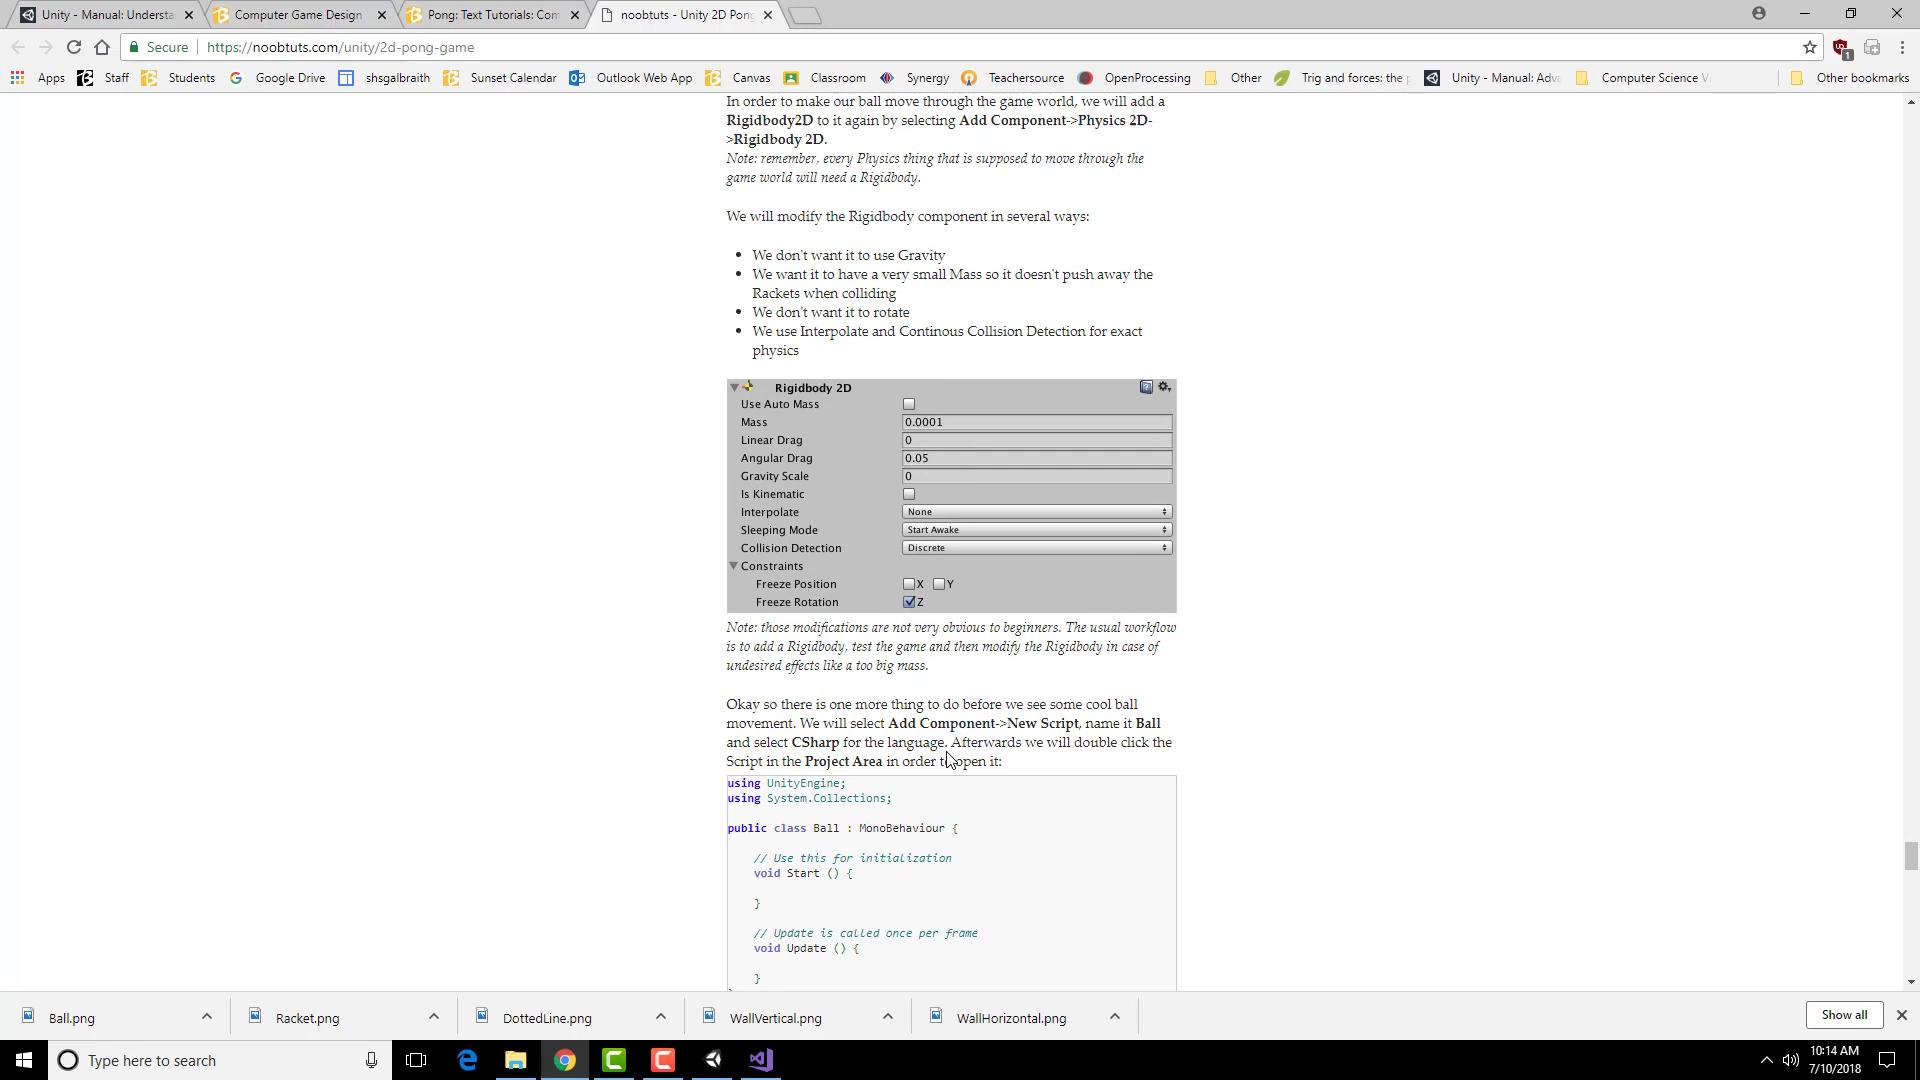 Unity - Manual: Understa
Computer Game Design
Pong: Text Tutorials: Com
noobtuts - Unity 2D Pong
Secure
https://noobtuts.com/unity/2d-pong-game
1
Apps
Staff
Students
Google Drive
shsgalbraith
Sunset Calendar
Outlook Web App
Canvas
Classroom
Synergy
Teachersource
OpenProcessing
Other
Trig and forces: the p
Unity - Manual: Adva
Computer Science V
Other bookmarks
In order to make our ball move through the game world, we will add a
Rigidbody2D to it again by selecting Add Component->Physics 2D-
>Rigidbody 2D.
Note: remember, every Physics thing that is supposed to move through the
game world will need a Rigidbody.
We will modify the Rigidbody component in several ways:
We don't want it to use Gravity
We want it to have a very small Mass so it doesn't push away the
Rackets when colliding
We don't want it to rotate
We use Interpolate and Continous Collision Detection for exact
physics
Rigidbody 2D
Use Auto Mass
Mass 0.0001
Linear Drag 0
Angular Drag 0.05
Gravity Scale 0
Is Kinematic
Interpolate None
Sleeping Mode Start Awake
Collision Detection Discrete
Constraints
Freeze Position X Y
Freeze Rotation Z
Note: those modifications are not very obvious to beginners. The usual workflow
is to add a Rigidbody, test the game and then modify the Rigidbody in case of
undesired effects like a too big mass.
Okay so there is one more thing to do before we see some cool ball
movement. We will select Add Component->New Script, name it Ball
and select CSharp for the language. Afterwards we will double click the
Script in the Project Area in order to open it:
using UnityEngine;
using System.Collections;
public class Ball : MonoBehaviour {
// Use this for initialization
void Start () {
}
// Update is called once per frame
void Update () {
}
Ball.png
Racket.png
DottedLine.png
WallVertical.png
WallHorizontal.png
Show all
Type here to search
10:14 AM
7/10/2018